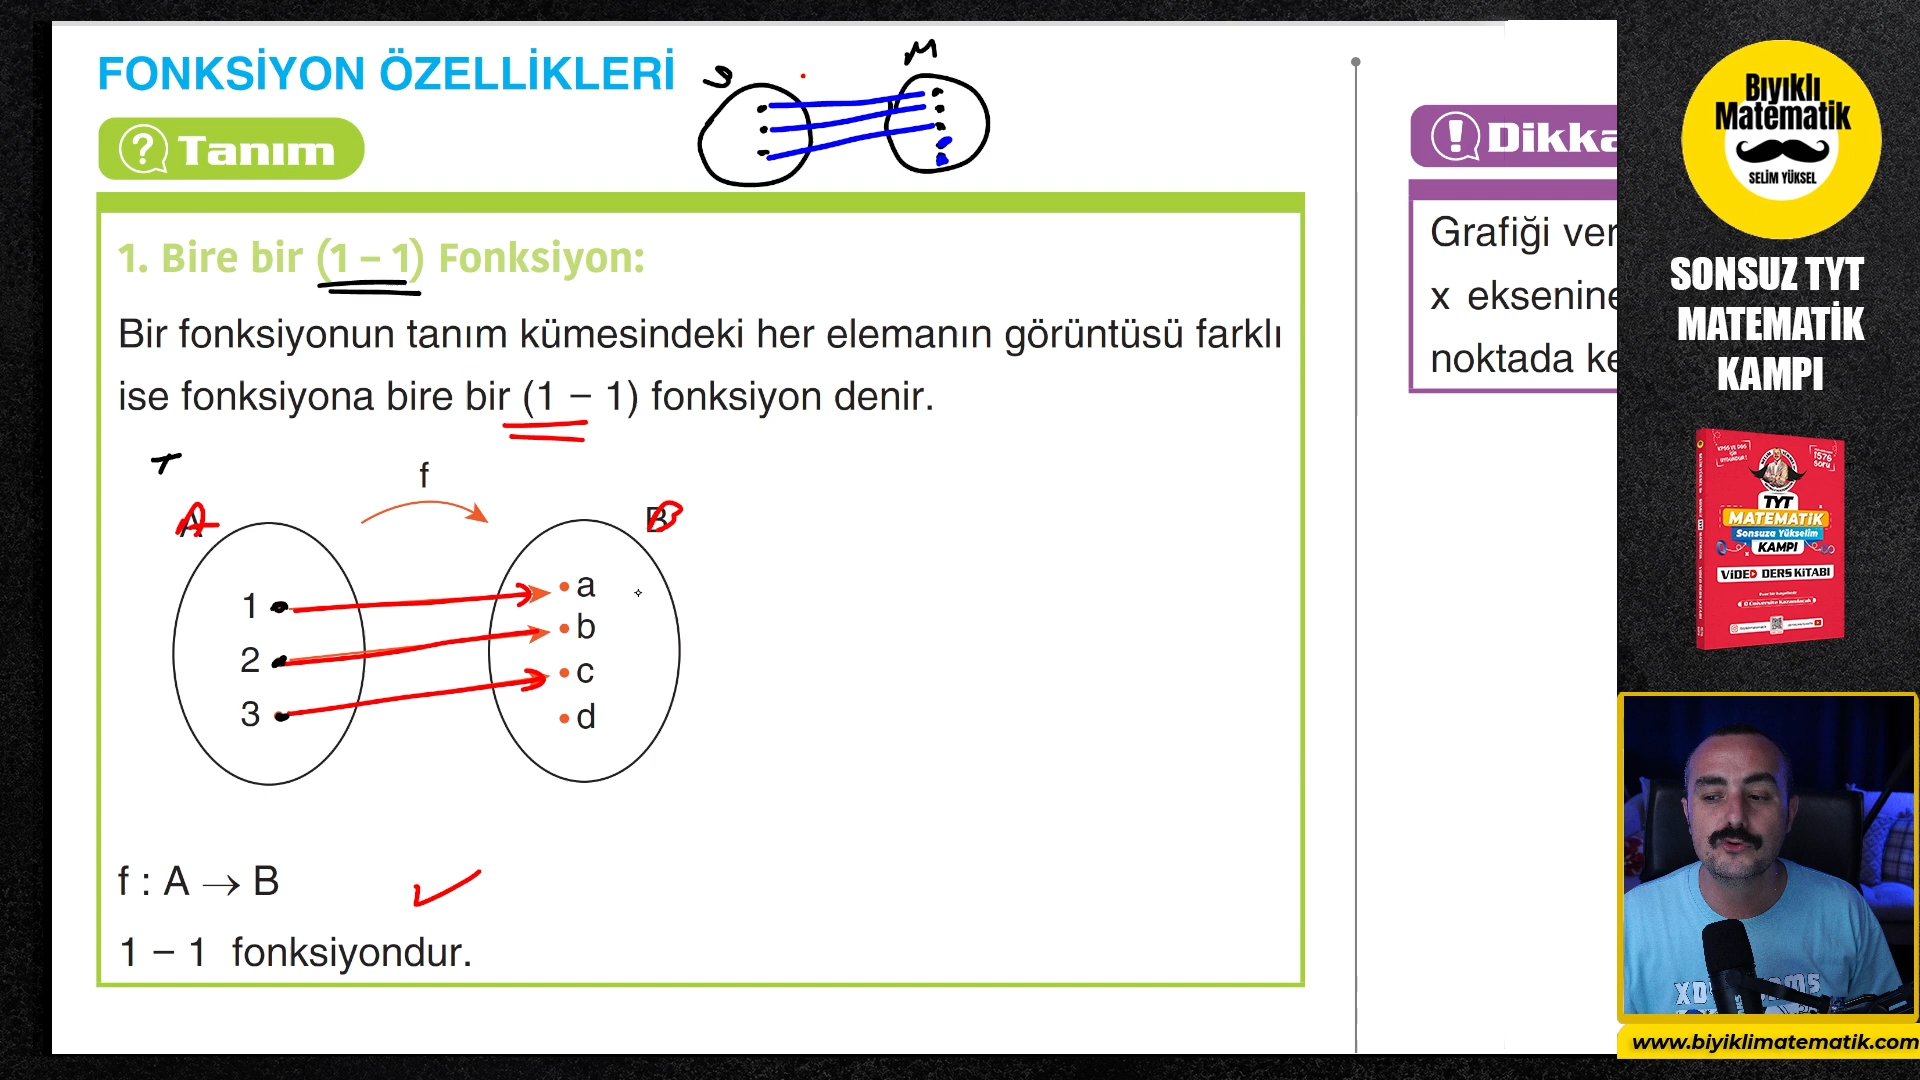 FONKSİYON ÖZELLİKLERİ
S
M
? Tanım
1. Bire bir (1 – 1) Fonksiyon:
Bir fonksiyonun tanım kümesindeki her elemanın görüntüsü farklı
ise fonksiyona bire bir (1 – 1) fonksiyon denir.
T
f
A
B
1
2
3
a
b
c
d
f : A → B
1 – 1 fonksiyondur.
! Dikka
Grafiği ver
x eksenine
noktada ke
Bıyıklı
Matematik
SELİM YÜKSEL
SONSUZ TYT
MATEMATİK
KAMPI
1576
TYT
MATEMATİK
Sonsuza Yükselim
KAMPI
VİDEO DERS KİTABI
www.biyiklimatematik.com